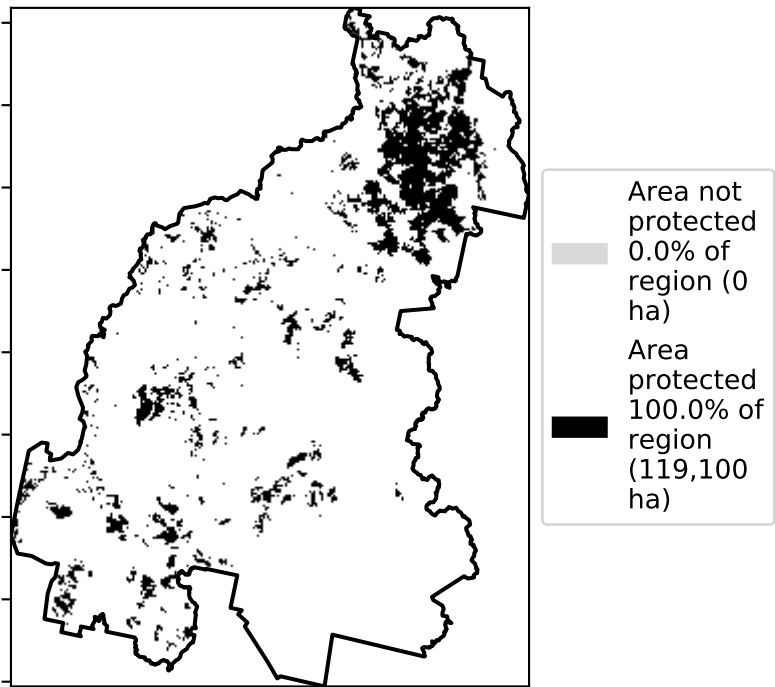 Area not
protected
0.0% of
region (0
ha)
Area
protected
100.0% of
region
(119,100
ha)